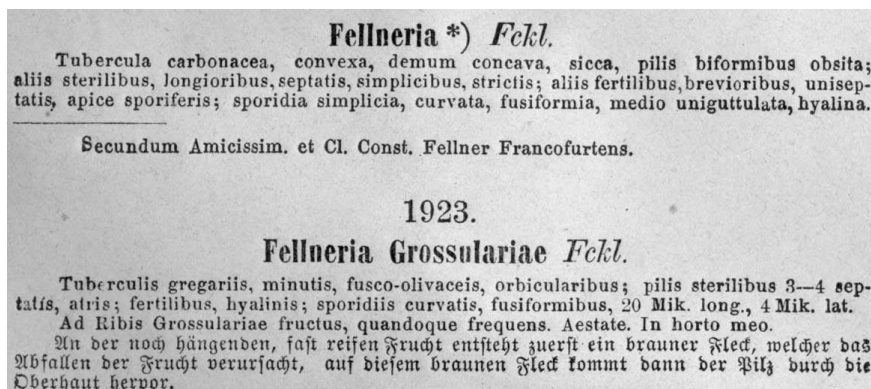 Fellneria *) Fckl.
Tubercula carbonacea, convexa, demum concava, sicca, pilis biformibus obsita;
aliis sterilibus, longioribus, septatis, simplicibus, strictis; aliis fertilibus, brevioribus, unisep-
tatis, apice sporiferis; sporidia simplicia, curvata, fusiformia, medio uniguttulata, hyalina.
Secundum Amicissim. et Cl. Const. Fellner Francofurtens.
1923.
Fellneria Grossulariae Fckl.
Tuberculis gregariis, minutis, fusco-olivaceis, orbicularibus; pilis sterilibus 3—4 sep-
tatis, atris; fertilibus, hyalinis; sporidiis curvatis, fusiformibus, 20 Mik. long., 4 Mik. lat.
Ad Ribis Grossulariae fructus, quandoque frequens. Aestate. In horto meo.
An der noch hängenden, fast reifen Frucht entsteht zuerst ein brauner Fleck, welcher das
Abfallen der Frucht verursacht, auf diesem braunen Fleck kommt dann der Pilz durch die
Oberhaut hervor.